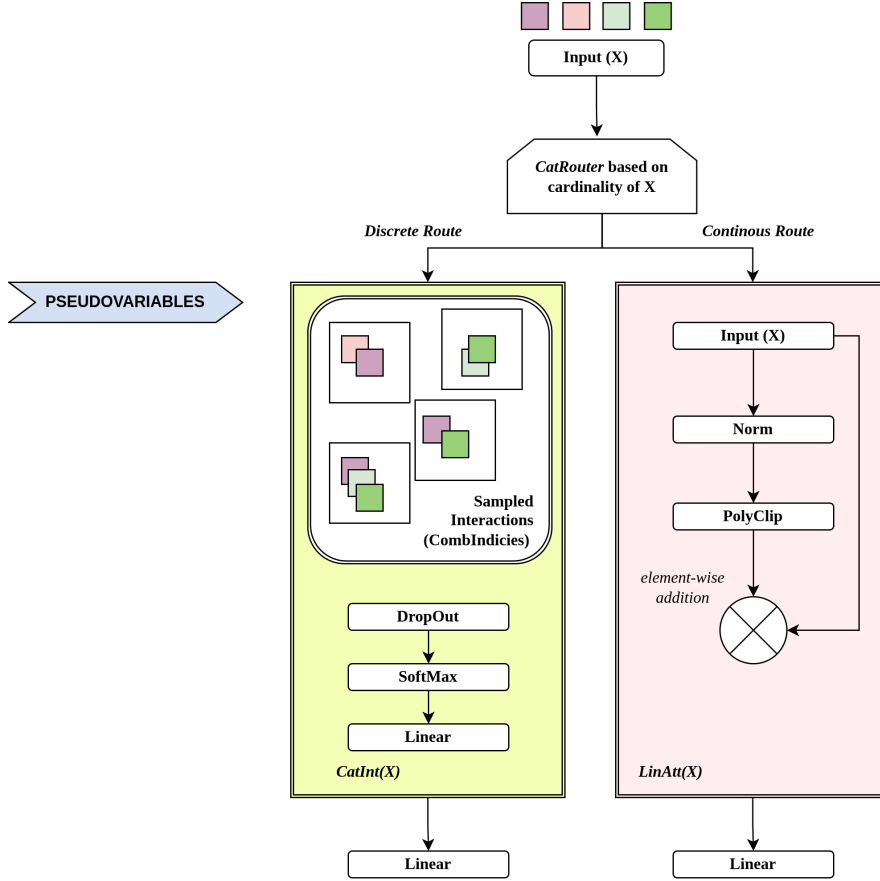 Input (X)
CatRouter based on
cardinality of X
Discrete Route
Continous Route
PSEUDOVARIABLES
Sampled
Interactions
(CombIndicies)
DropOut
SoftMax
Linear
CatInt(X)
Linear
Input (X)
Norm
PolyClip
element-wise
addition
LinAtt(X)
Linear